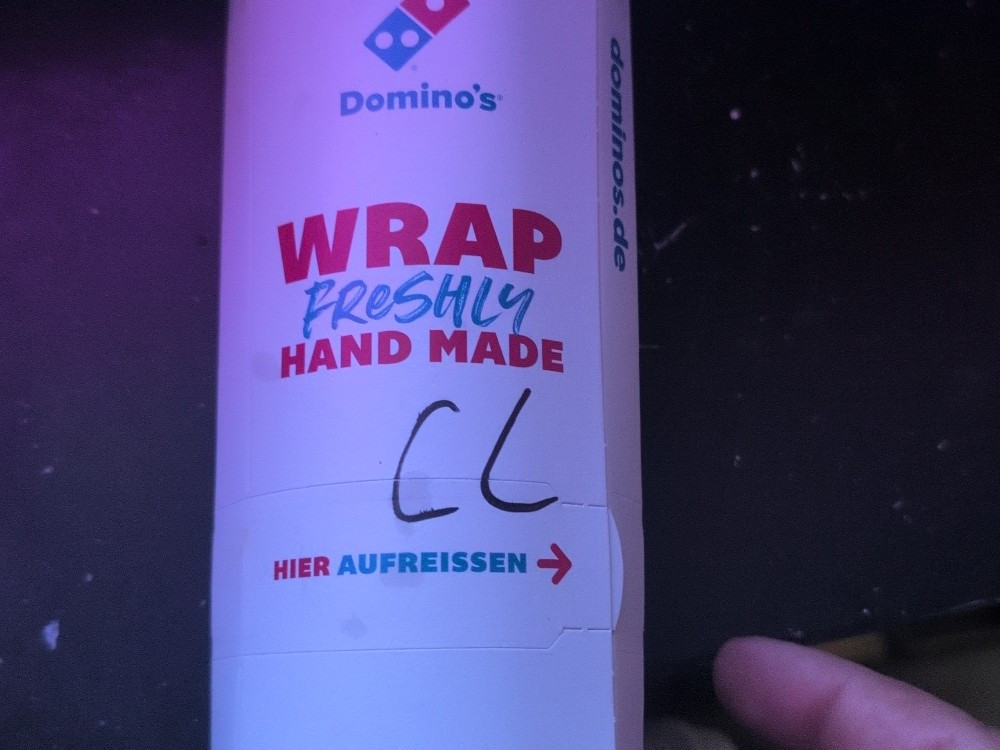 Domino's®
WRAP
FRESHLY
HAND MADE
CL
HIER AUFREISSEN →
dominos.de